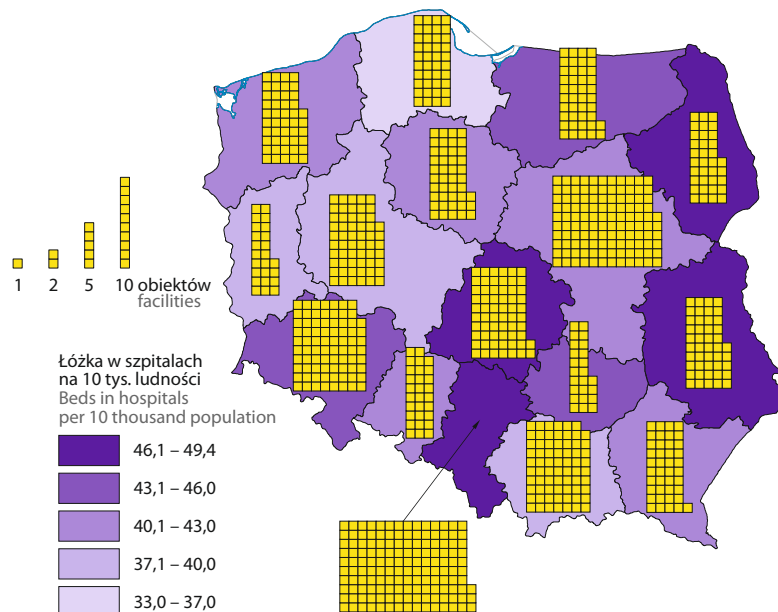 1 2 5 10 obiektów
facilities
Łóżka w szpitalach
na 10 tys. ludności
Beds in hospitals
per 10 thousand population
46,1 – 49,4
43,1 – 46,0
40,1 – 43,0
37,1 – 40,0
33,0 – 37,0